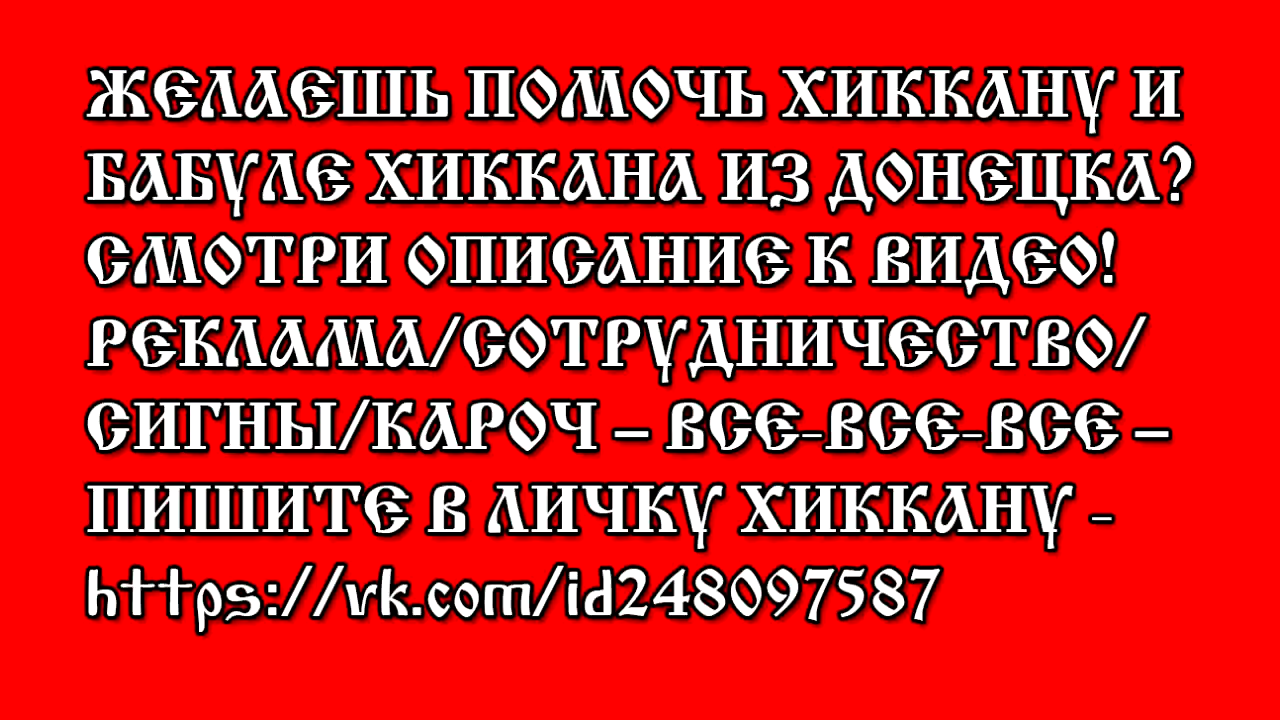 ЖЕЛАЕШЬ ПОМОЧЬ ХИККАНУ И
БАБУЛЕ ХИККАНА ИЗ ДОНЕЦКА?
СМОТРИ ОПИСАНИЕ К ВИДЕО!
РЕКЛАМА/СОТРУДНИЧЕСТВО/
СИГНЫ/КАРОЧ – ВСЕ-ВСЕ-ВСЕ –
ПИШИТЕ В ЛИЧКУ ХИККАНУ -
https://vk.com/id248097587